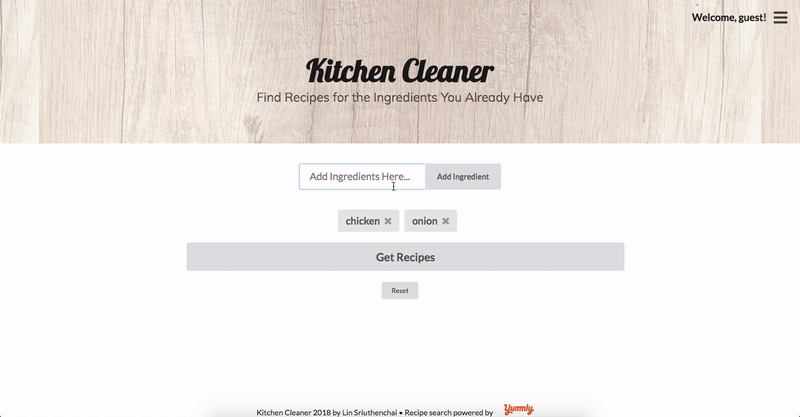 Welcome, guest!
Kitchen Cleaner
Find Recipes for the Ingredients You Already Have
Add Ingredients Here... Add Ingredient
chicken ✖ onion ✖
Get Recipes
Reset
Kitchen Cleaner 2018 by Lin Sriuthenchai • Recipe search powered by Yummly